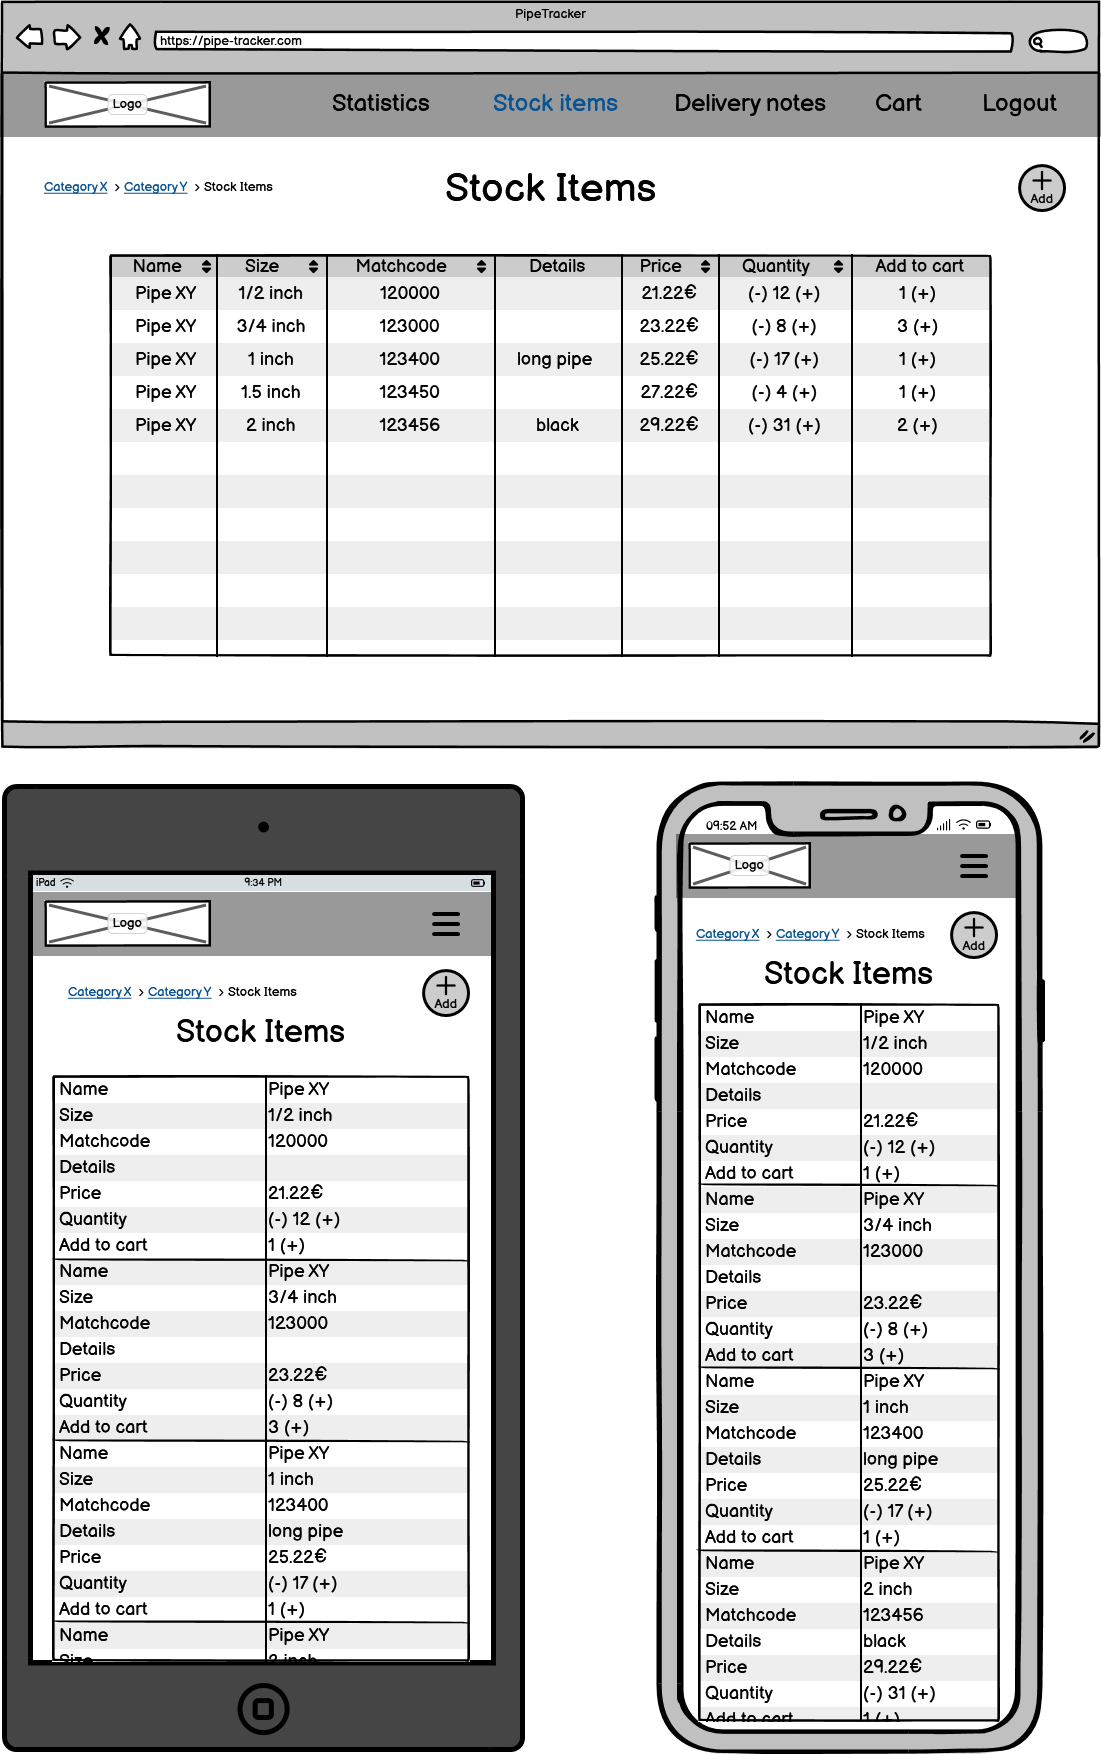 PipeTracker
https://pipe-tracker.com
Logo Statistics Stock items Delivery notes Cart Logout
Category X > Category Y > Stock Items
Stock Items
Add
Name Size Matchcode Details Price Quantity Add to cart
Pipe XY 1/2 inch 120000 21.22€ (-) 12 (+) 1 (+)
Pipe XY 3/4 inch 123000 23.22€ (-) 8 (+) 3 (+)
Pipe XY 1 inch 123400 long pipe 25.22€ (-) 17 (+) 1 (+)
Pipe XY 1.5 inch 123450 27.22€ (-) 4 (+) 1 (+)
Pipe XY 2 inch 123456 black 29.22€ (-) 31 (+) 2 (+)
iPad 9:34 PM
Logo
Category X > Category Y > Stock Items
Add
Stock Items
Name Pipe XY
Size 1/2 inch
Matchcode 120000
Details
Price 21.22€
Quantity (-) 12 (+)
Add to cart 1 (+)
Name Pipe XY
Size 3/4 inch
Matchcode 123000
Details
Price 23.22€
Quantity (-) 8 (+)
Add to cart 3 (+)
Name Pipe XY
Size 1 inch
Matchcode 123400
Details long pipe
Price 25.22€
Quantity (-) 17 (+)
Add to cart 1 (+)
Name Pipe XY
Size 2 inch
09:52 AM
Logo
Category X > Category Y > Stock Items
Add
Stock Items
Name Pipe XY
Size 1/2 inch
Matchcode 120000
Details
Price 21.22€
Quantity (-) 12 (+)
Add to cart 1 (+)
Name Pipe XY
Size 3/4 inch
Matchcode 123000
Details
Price 23.22€
Quantity (-) 8 (+)
Add to cart 3 (+)
Name Pipe XY
Size 1 inch
Matchcode 123400
Details long pipe
Price 25.22€
Quantity (-) 17 (+)
Add to cart 1 (+)
Name Pipe XY
Size 2 inch
Matchcode 123456
Details black
Price 29.22€
Quantity (-) 31 (+)
Add to cart 1 (+)